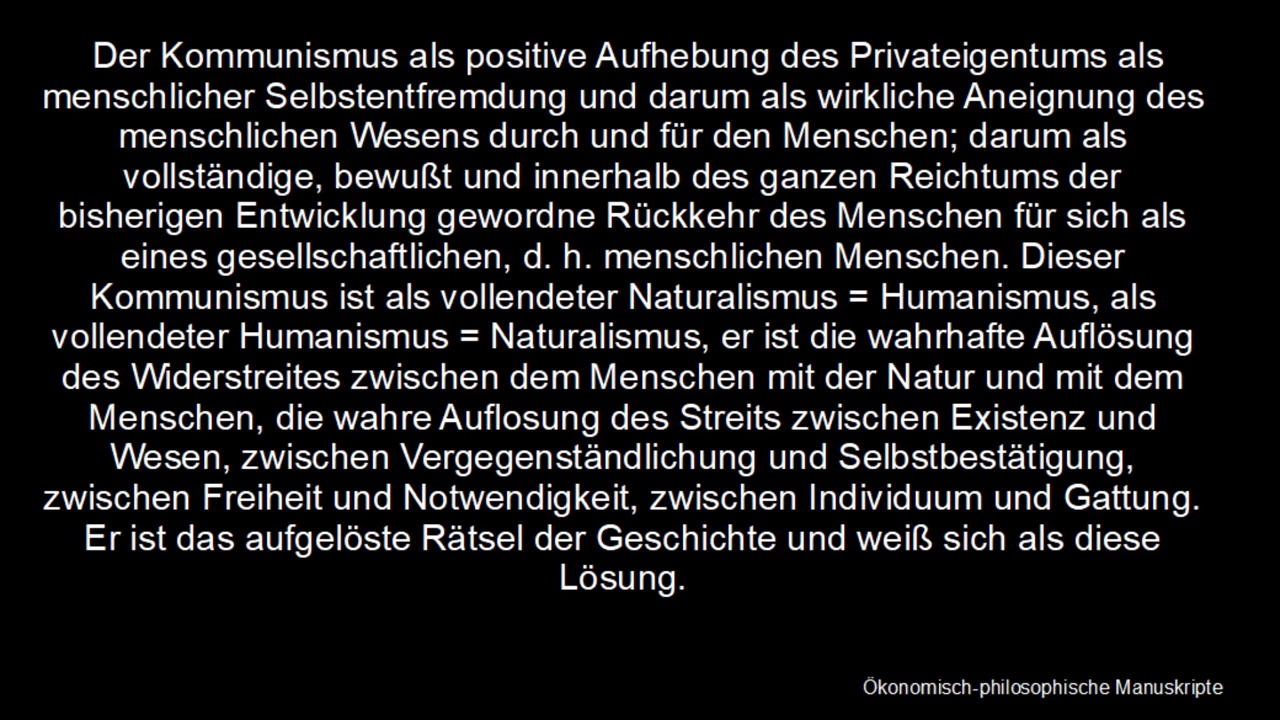 Der Kommunismus als positive Aufhebung des Privateigentums als
menschlicher Selbstentfremdung und darum als wirkliche Aneignung des
menschlichen Wesens durch und für den Menschen; darum als
vollständige, bewußt und innerhalb des ganzen Reichtums der
bisherigen Entwicklung gewordne Rückkehr des Menschen für sich als
eines gesellschaftlichen, d. h. menschlichen Menschen. Dieser
Kommunismus ist als vollendeter Naturalismus = Humanismus, als
vollendeter Humanismus = Naturalismus, er ist die wahrhafte Auflösung
des Widerstreites zwischen dem Menschen mit der Natur und mit dem
Menschen, die wahre Auflosung des Streits zwischen Existenz und
Wesen, zwischen Vergegenständlichung und Selbstbestätigung,
zwischen Freiheit und Notwendigkeit, zwischen Individuum und Gattung.
Er ist das aufgelöste Rätsel der Geschichte und weiß sich als diese
Lösung.
Ökonomisch-philosophische Manuskripte